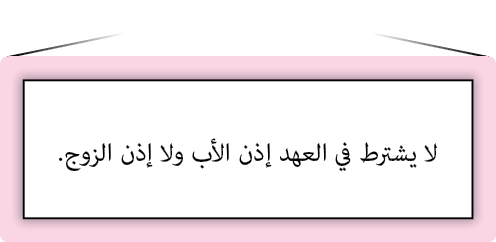 لا يشترط في العهد إذن الأب ولا إذن الزوج.